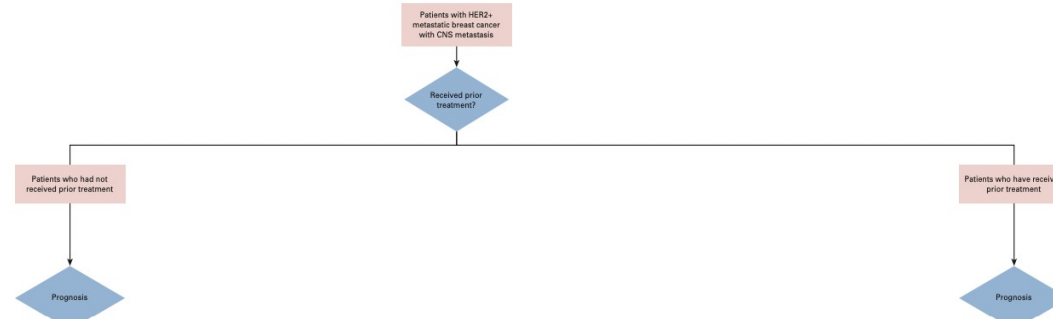 Patients with HER2+
metastatic breast cancer
with CNS metastasis
Received prior
treatment?
Patients who had not
received prior treatment
Patients who have
prior treatment
Prognosis
Prognosis